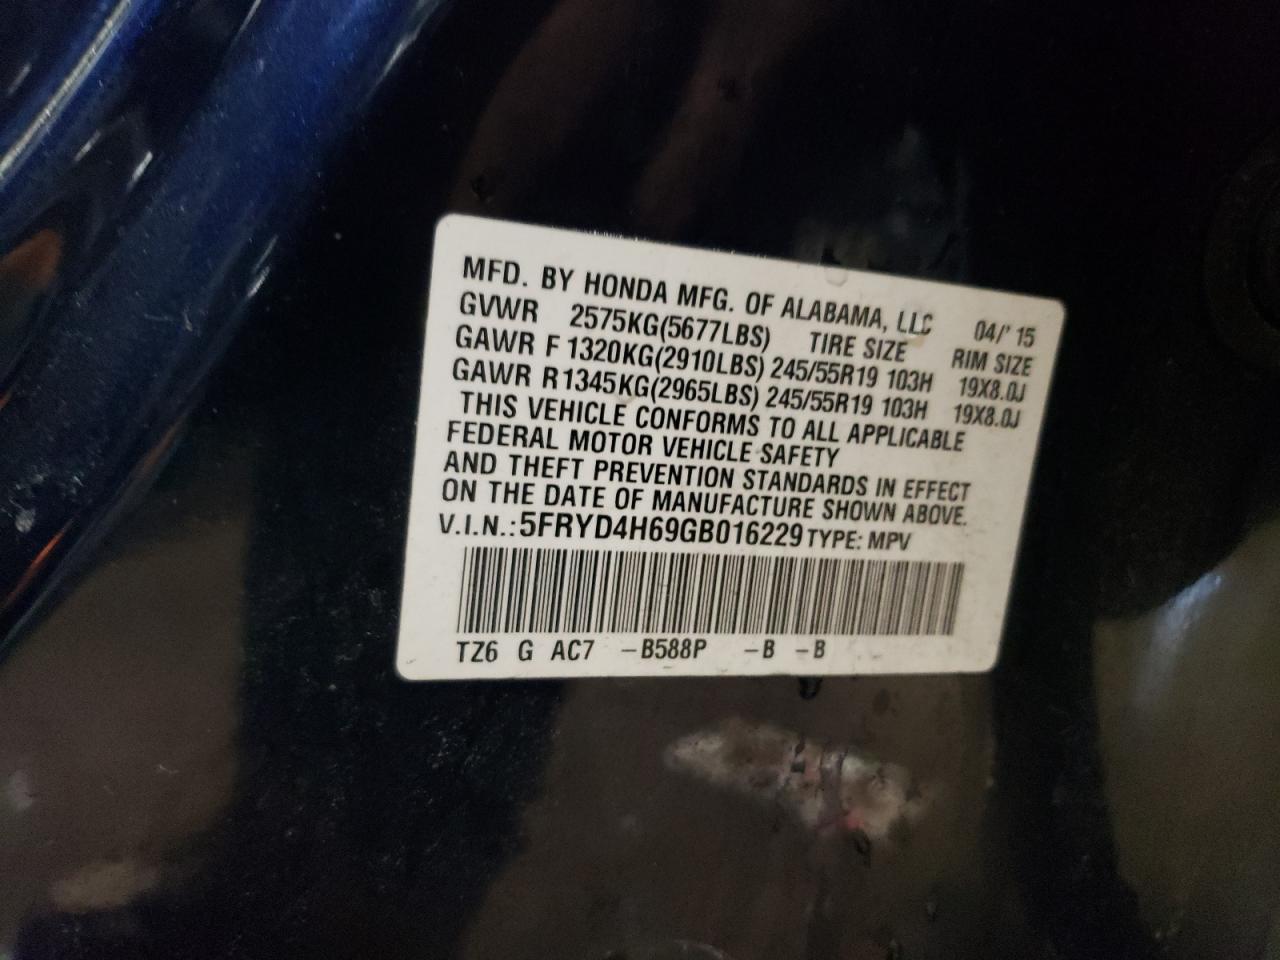 MFD. BY HONDA MFG. OF ALABAMA, LLC 04/'15
GVWR 2575KG(5677LBS) TIRE SIZE RIM SIZE
GAWR F 1320KG(2910LBS) 245/55R19 103H 19X8.0J
GAWR R 1345KG(2965LBS) 245/55R19 103H 19X8.0J
THIS VEHICLE CONFORMS TO ALL APPLICABLE
FEDERAL MOTOR VEHICLE SAFETY
AND THEFT PREVENTION STANDARDS IN EFFECT
ON THE DATE OF MANUFACTURE SHOWN ABOVE.
V.I.N.: 5FRYD4H69GB016229 TYPE: MPV
TZ6 G AC7 –B588P –B –B